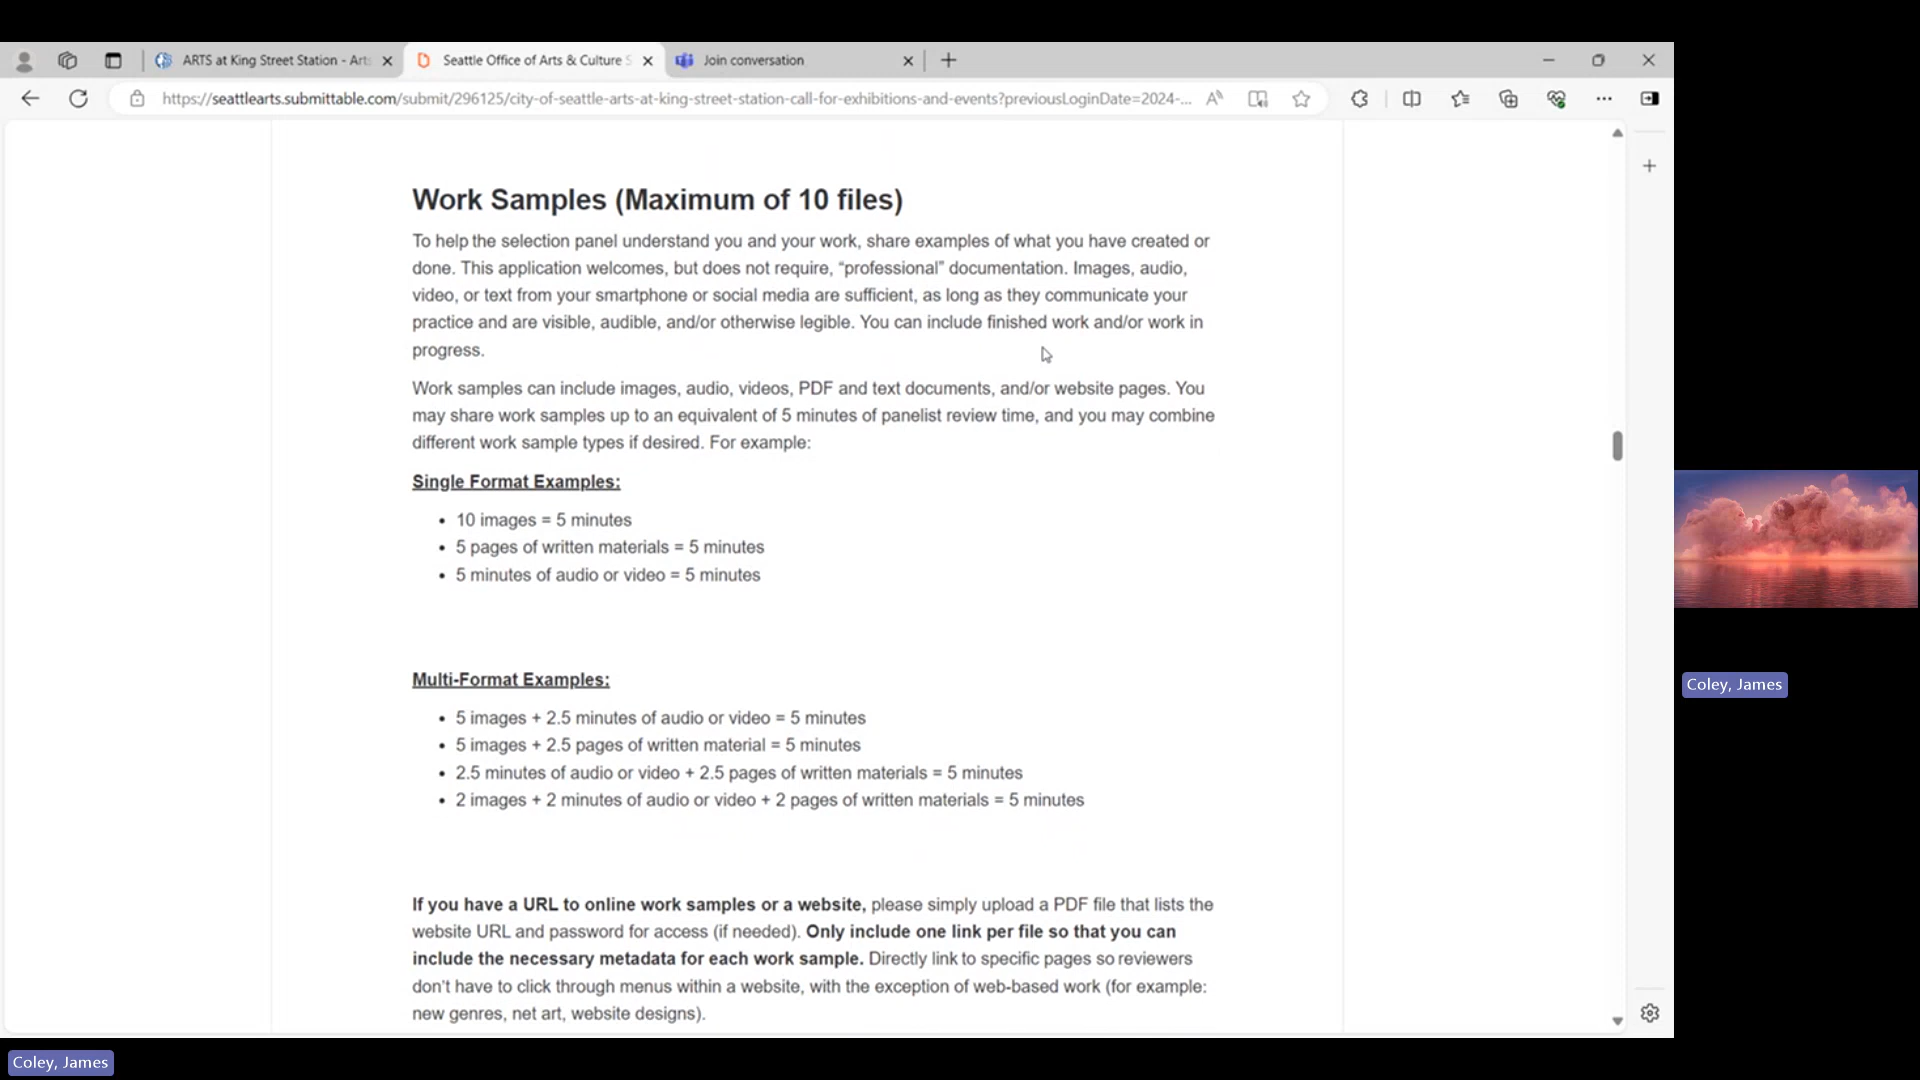 ARTS at King Street Station - Art
Seattle Office of Arts & Culture S
Join conversation
https://seattlearts.submittable.com/submit/296125/city-of-seattle-arts-at-king-street-station-call-for-exhibitions-and-events?previousLoginDate=2024-...
Work Samples (Maximum of 10 files)
To help the selection panel understand you and your work, share examples of what you have created or
done. This application welcomes, but does not require, “professional” documentation. Images, audio,
video, or text from your smartphone or social media are sufficient, as long as they communicate your
practice and are visible, audible, and/or otherwise legible. You can include finished work and/or work in
progress.
Work samples can include images, audio, videos, PDF and text documents, and/or website pages. You
may share work samples up to an equivalent of 5 minutes of panelist review time, and you may combine
different work sample types if desired. For example:
Single Format Examples:
• 10 images = 5 minutes
• 5 pages of written materials = 5 minutes
• 5 minutes of audio or video = 5 minutes
Multi-Format Examples:
• 5 images + 2.5 minutes of audio or video = 5 minutes
• 5 images + 2.5 pages of written material = 5 minutes
• 2.5 minutes of audio or video + 2.5 pages of written materials = 5 minutes
• 2 images + 2 minutes of audio or video + 2 pages of written materials = 5 minutes
If you have a URL to online work samples or a website, please simply upload a PDF file that lists the
website URL and password for access (if needed). Only include one link per file so that you can
include the necessary metadata for each work sample. Directly link to specific pages so reviewers
don’t have to click through menus within a website, with the exception of web-based work (for example:
new genres, net art, website designs).
Coley, James
Coley, James